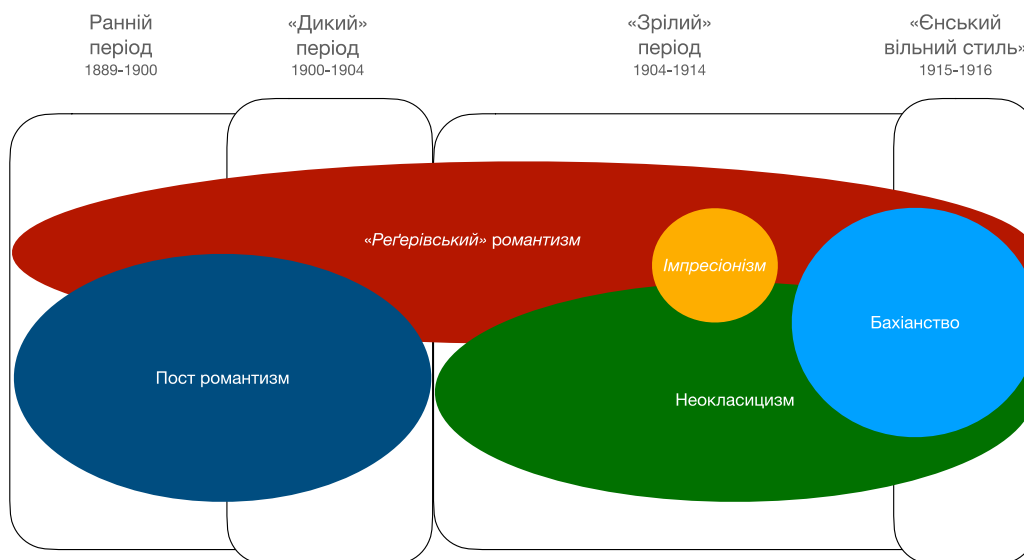 Ранній
період
1889-1900
«Дикий»
період
1900-1904
«Зрілий»
період
1904-1914
«Єнський
вільний стиль»
1915-1916
«Реґерівський» романтизм
Імпресіонізм
Бахіанство
Пост романтизм
Неокласицизм